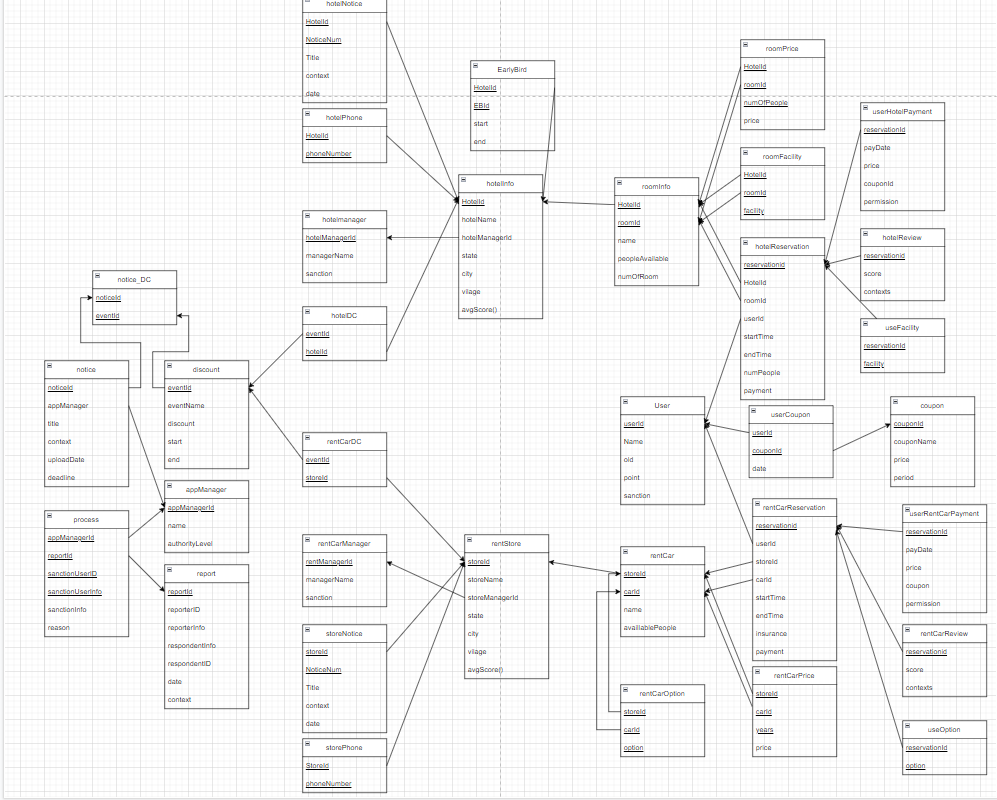 hotelNotice
HotelId
NoticeNum
Title
context
date
hotelPhone
HotelId
phoneNumber
hotelmanager
hotelManagerId
managerName
sanction
hotelDC
eventId
hotelId
EarlyBird
HotelId
EBId
start
end
hotelInfo
HotelId
hotelName
hotelManagerId
state
city
vilage
avgScore()
roomInfo
HotelId
roomId
name
peopleAvailable
numOfRoom
roomPrice
HotelId
roomId
numOfPeople
price
roomFacility
HotelId
roomId
facility
hotelReservation
reservationid
HotelId
roomId
userId
startTime
endTime
numPeople
payment
userHotelPayment
reservationId
payDate
price
couponId
permission
hotelReview
reservationId
score
contexts
useFacility
reservationId
facility
notice_DC
noticeId
eventId
notice
noticeId
appManager
title
context
uploadDate
deadline
discount
eventId
eventName
discount
start
end
process
appManagerId
reportId
sanctionUserID
sanctionUserInfo
sanctionInfo
reason
appManager
appManagerId
name
authorityLevel
report
reportId
reporterID
reporterInfo
respondentInfo
respondentID
date
context
rentCarDC
eventId
storeId
rentCarManager
rentManagerId
managerName
sanction
storeNotice
storeId
NoticeNum
Title
context
date
storePhone
StoreId
phoneNumber
rentStore
storeId
storeName
storeManagerId
state
city
vilage
avgScore()
User
userId
Name
old
point
sanction
userCoupon
userId
couponId
date
coupon
couponId
couponName
price
period
rentCar
storeId
carId
name
availlablePeople
rentCarOption
storeId
carId
option
rentCarReservation
reservationid
userId
storeId
carId
startTime
endTime
insurance
payment
rentCarPrice
storeId
carId
years
price
userRentCarPayment
reservationId
payDate
price
coupon
permission
rentCarReview
reservationId
score
contexts
useOption
reservationId
option